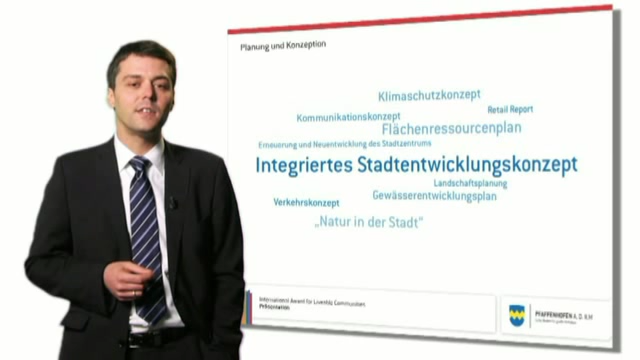 Planung und Konzeption
Klimaschutzkonzept
Retail Report
Kommunikationskonzept
Flächenressourcenplan
Erneuerung und Neuentwicklung des Stadtzentrums
Integriertes Stadtentwicklungskonzept
Landschaftsplanung
Gewässerentwicklungsplan
Verkehrskonzept
„Natur in der Stadt“
International Award for Liveable Communities
Präsentation
PFAFFENHOFEN A. D. ILM